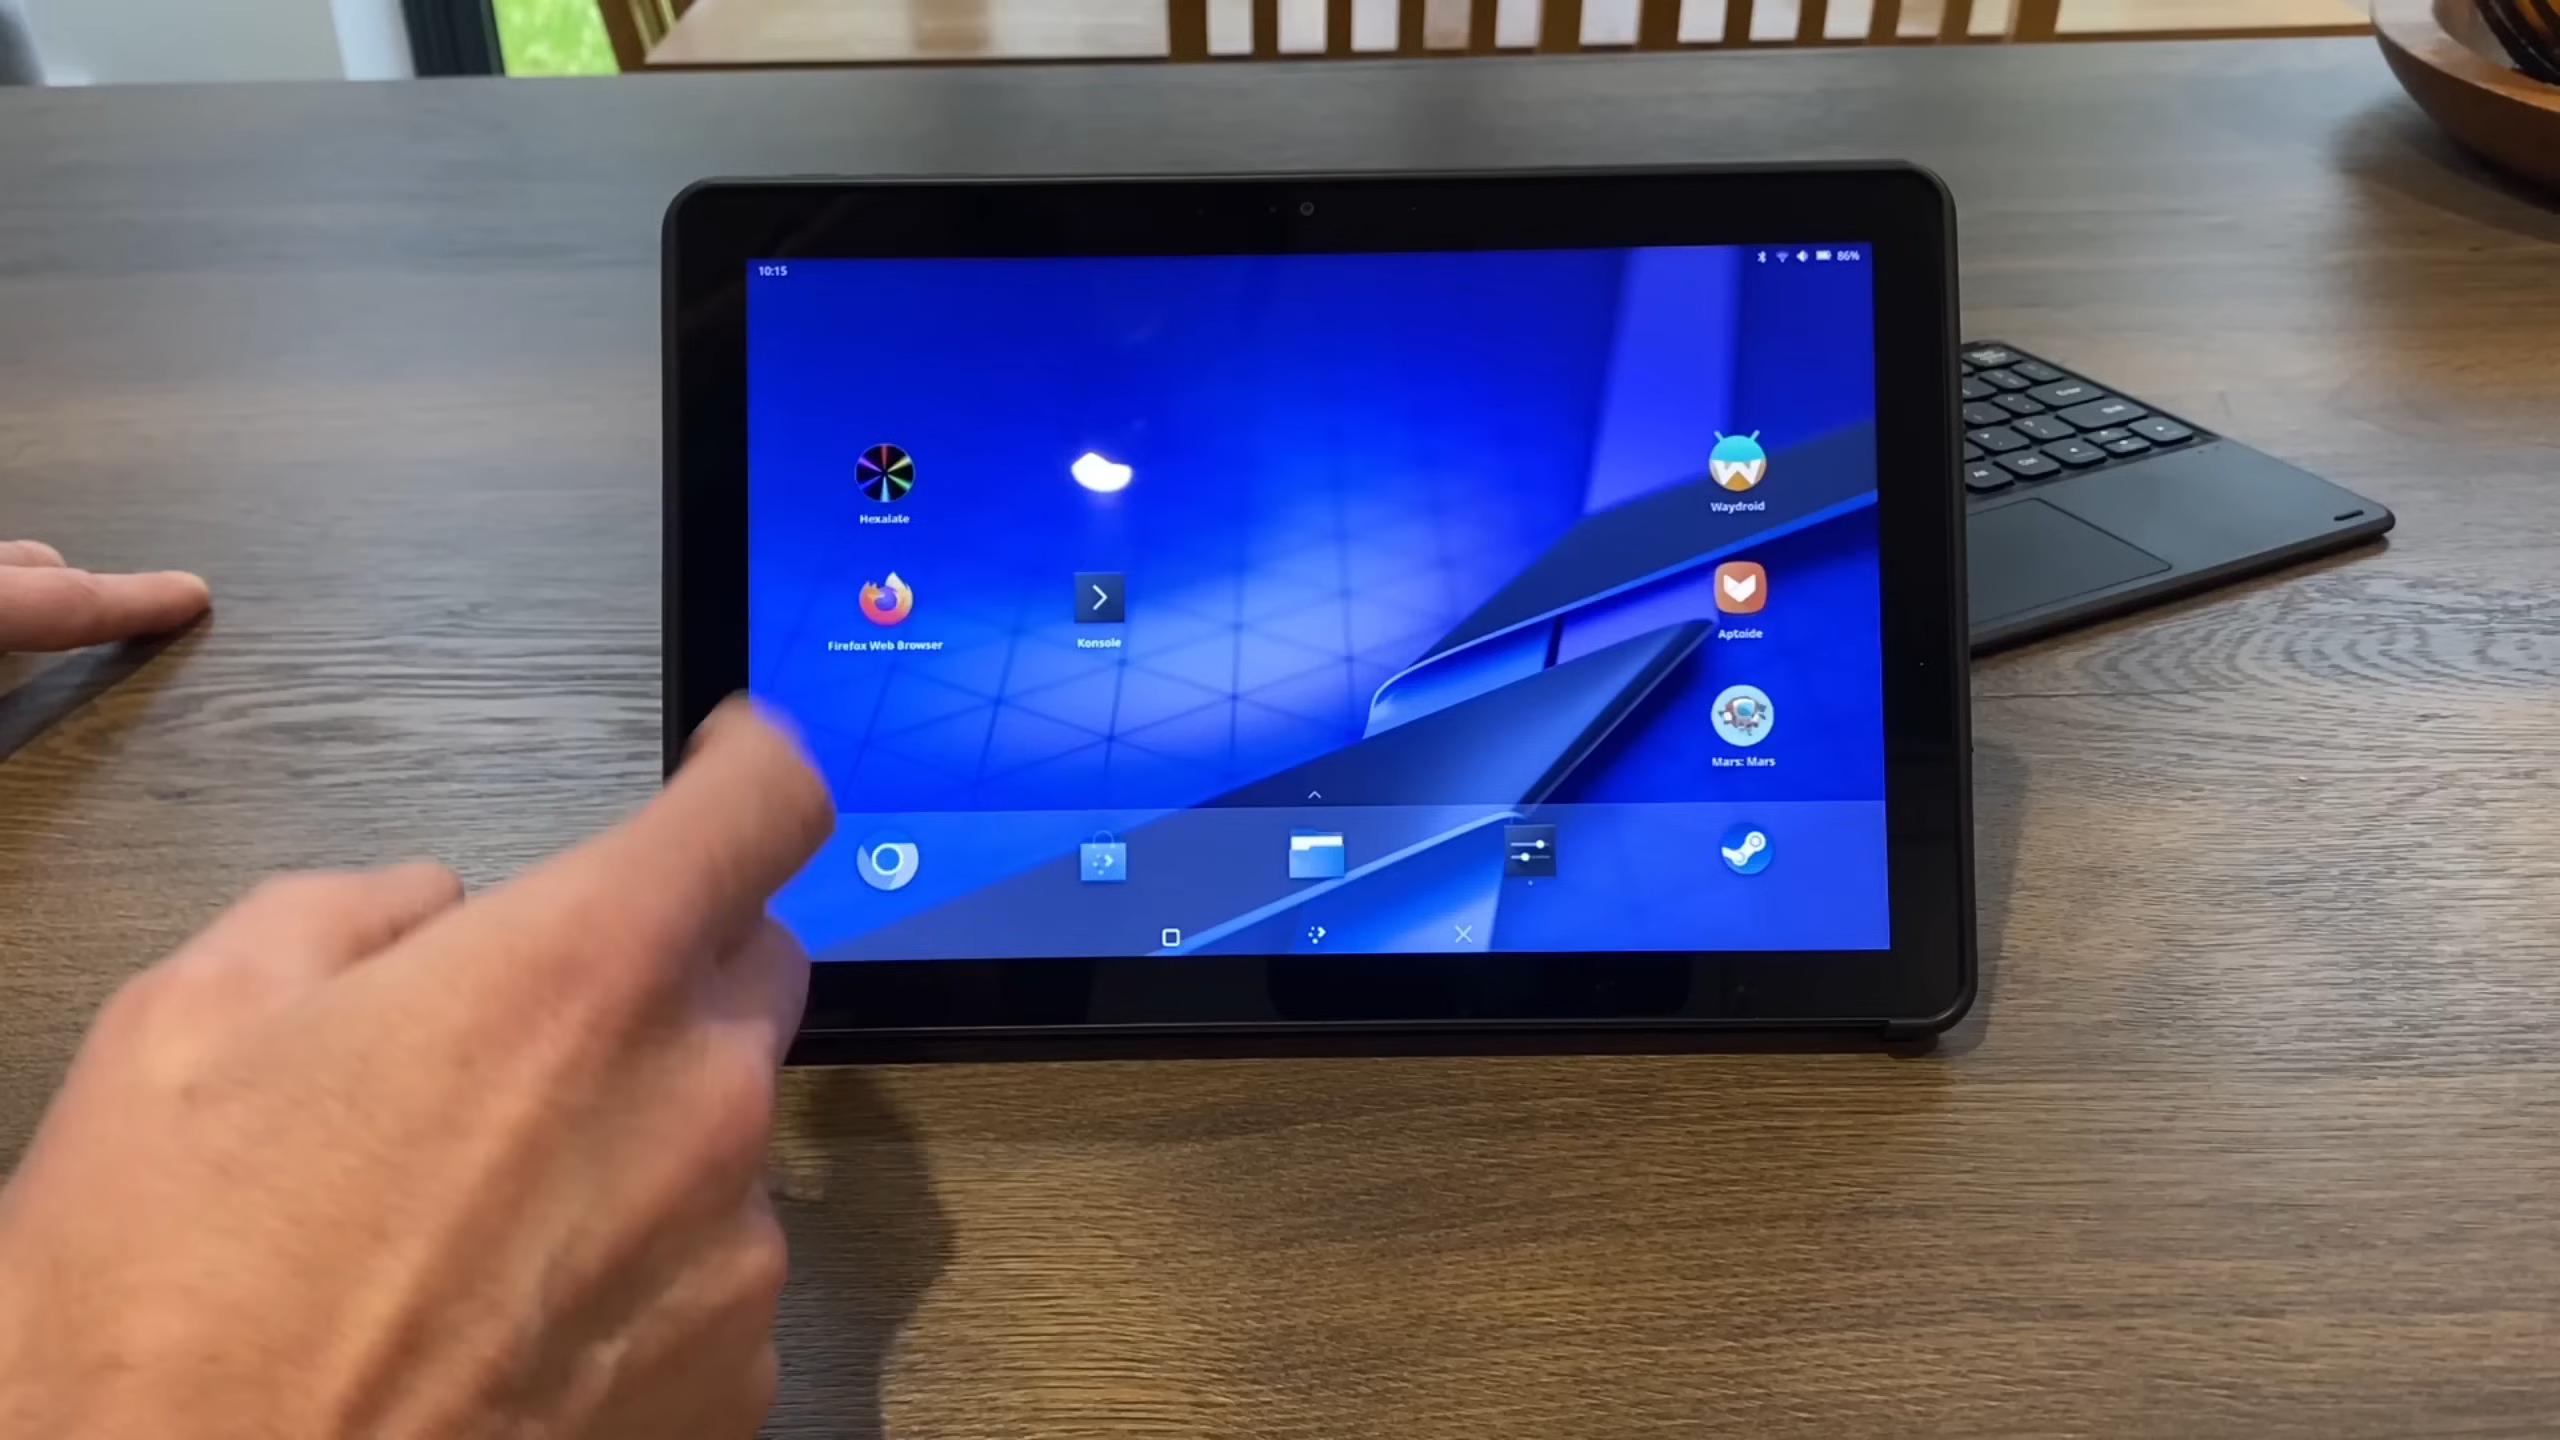 10:15
86%
Hexalate
Waydroid
Firefox Web Browser
Konsole
Aptoide
Mars: Mars